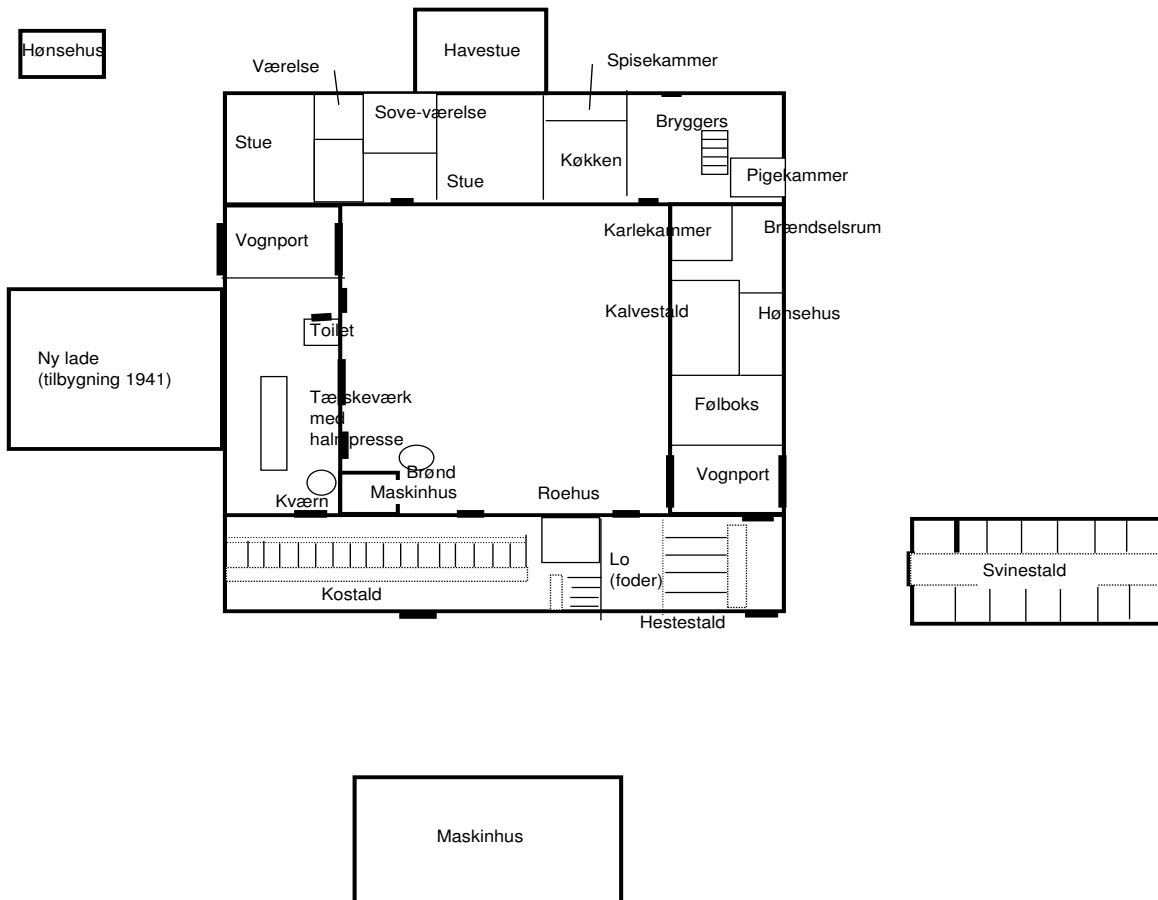 Hønsehus
Havestue
Værelse
Spisekammer
Sove-værelse
Bryggers
Stue
Køkken
Stue
Pigekammer
Vognport
Karlekammer
Brændselsrum
Kalvestald
Hønsehus
Toilet
Ny lade
(tilbygning 1941)
Tærskeværk
med
halmpresse
Følboks
Brønd
Vognport
Maskinhus
Roehus
Kværn
Lo
(foder)
Svinestald
Kostald
Hestestald
Maskinhus